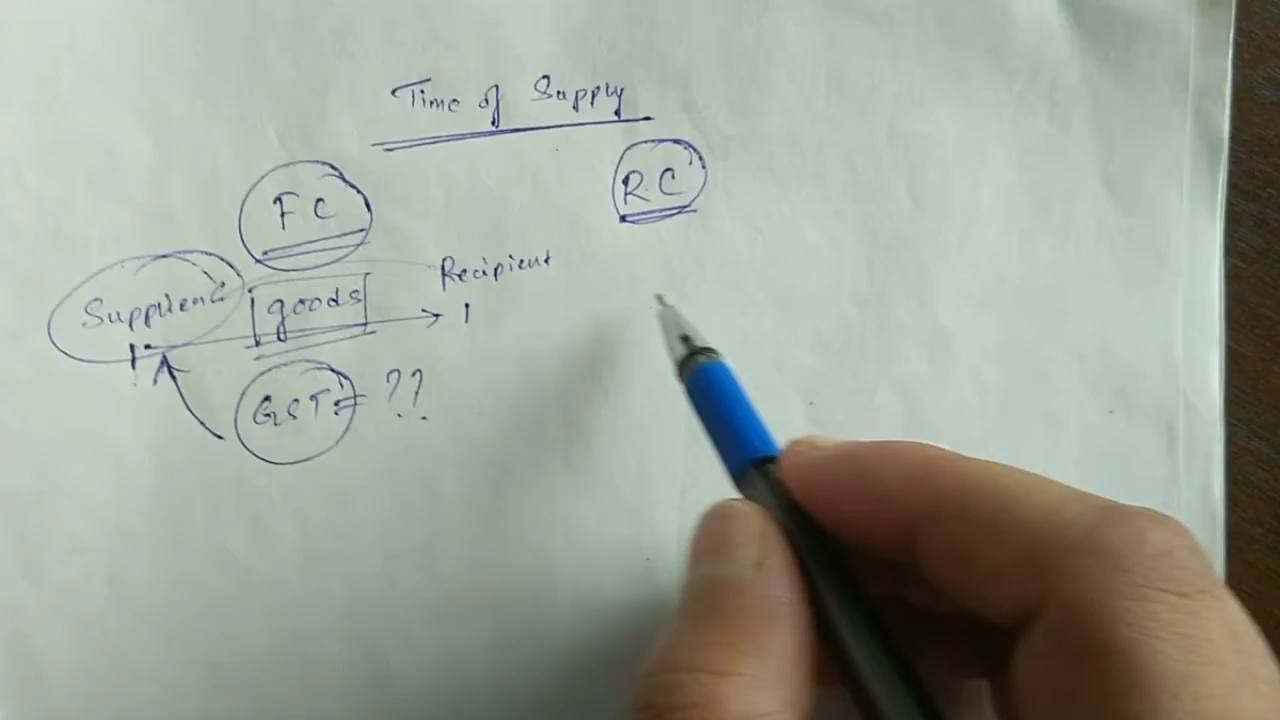 Time of Supply
FC
RC
Supplier
goods
Recipient
GST = ??